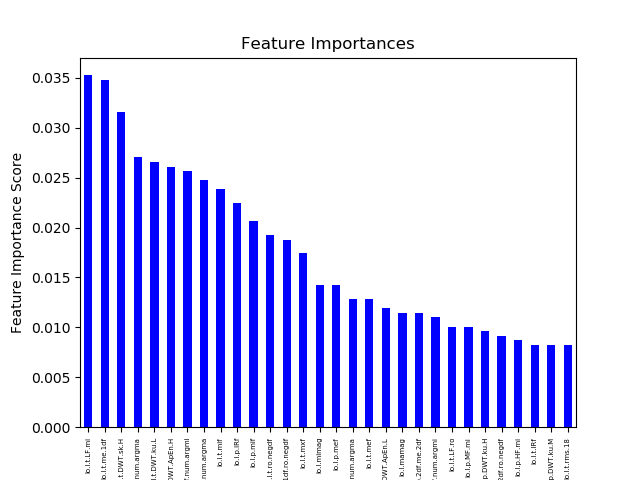 Feature Importances
Feature Importance Score
0.035
0.030
0.025
0.020
0.015
0.010
0.005
0.000
lo.l.t.LF.mi
lo.l.t.me.1df
.t.DWT.sk.H
num.argma
.t.DWT.ku.L
DWT.ApEn.H
.num.argmi
num.argma
lo.l.t.mif
lo.l.p.IRf
lo.l.p.mif
.l.t.ro.negdf
1df.ro.negdf
lo.l.t.mxf
lo.l.mimag
lo.l.p.mef
num.argma
lo.l.t.mef
DWT.ApEn.L
lo.l.mamag
.2df.me.2df
.num.argmi
lo.l.t.LF.ro
lo.l.p.MF.mi
p.DWT.ku.H
2df.ro.negdf
lo.l.p.HF.mi
lo.l.t.IRf
p.DWT.ku.M
lo.l.t.rms.18